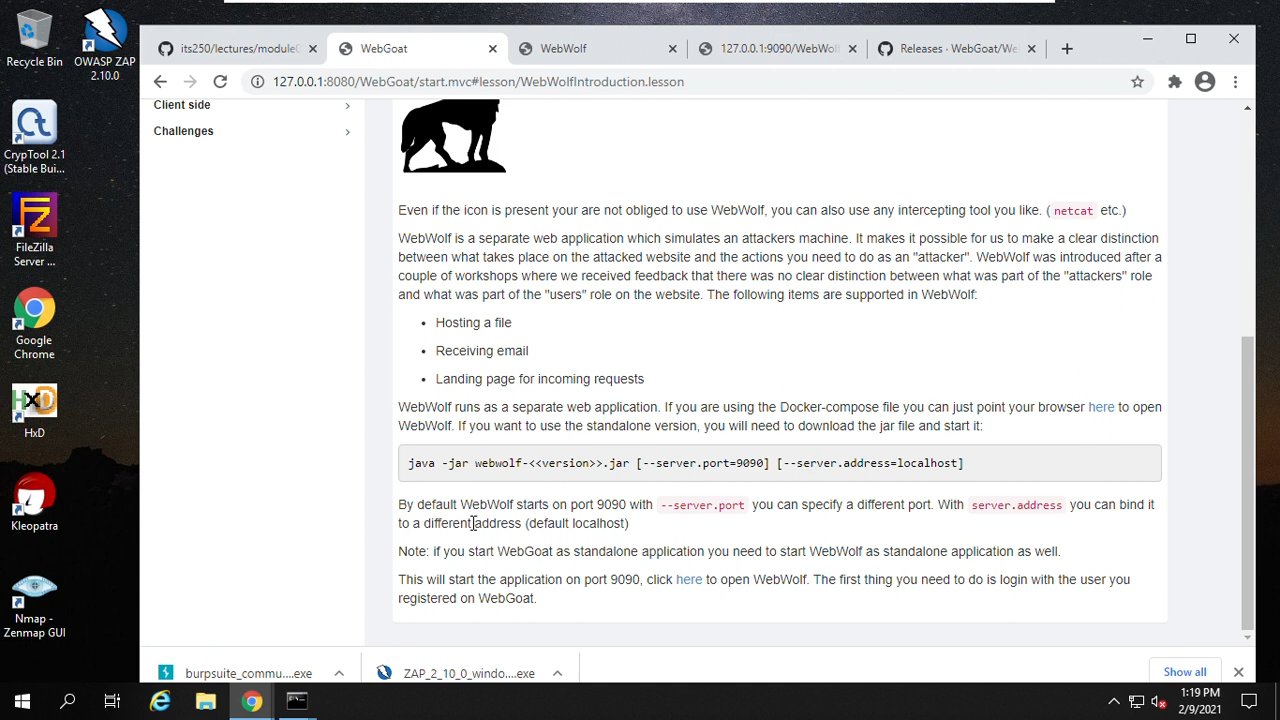 Recycle Bin
OWASP ZAP
2.10.0
CrypTool 2.1
(Stable Bui...
FileZilla
Server ...
Google
Chrome
HxD
Kleopatra
Nmap -
Zenmap GUI
its250/lectures/module0
WebGoat
WebWolf
127.0.0.1:9090/WebWolf
Releases · WebGoat/We
127.0.0.1:8080/WebGoat/start.mvc#lesson/WebWolfIntroduction.lesson
Client side
Challenges
Even if the icon is present your are not obliged to use WebWolf, you can also use any intercepting tool you like. ( netcat etc.)
WebWolf is a separate web application which simulates an attackers machine. It makes it possible for us to make a clear distinction
between what takes place on the attacked website and the actions you need to do as an "attacker". WebWolf was introduced after a
couple of workshops where we received feedback that there was no clear distinction between what was part of the "attackers" role
and what was part of the "users" role on the website. The following items are supported in WebWolf:
• Hosting a file
• Receiving email
• Landing page for incoming requests
WebWolf runs as a separate web application. If you are using the Docker-compose file you can just point your browser here to open
WebWolf. If you want to use the standalone version, you will need to download the jar file and start it:
java -jar webwolf-<<version>>.jar [--server.port=9090] [--server.address=localhost]
By default WebWolf starts on port 9090 with --server.port you can specify a different port. With server.address you can bind it
to a different address (default localhost)
Note: if you start WebGoat as standalone application you need to start WebWolf as standalone application as well.
This will start the application on port 9090, click here to open WebWolf. The first thing you need to do is login with the user you
registered on WebGoat.
burpsuite_commu....exe
ZAP_2_10_0_windo....exe
Show all
1:19 PM
2/9/2021